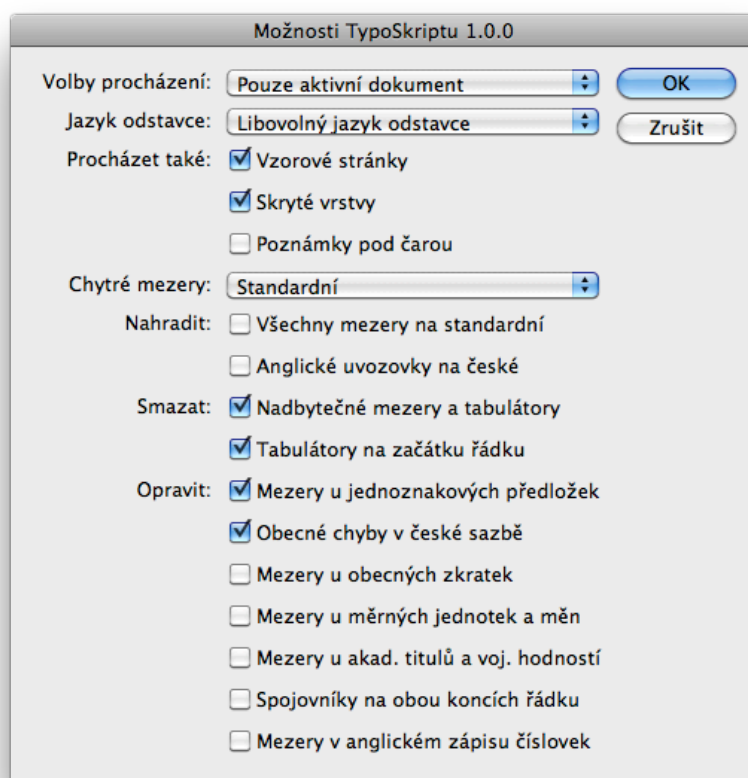 Možnosti TypoSkriptu 1.0.0
Volby procházení: Pouze aktivní dokument OK
Jazyk odstavce: Libovolný jazyk odstavce Zrušit
Procházet také: Vzorové stránky
Skryté vrstvy
Poznámky pod čarou
Chytré mezery: Standardní
Nahradit: Všechny mezery na standardní
Anglické uvozovky na české
Smazat: Nadbytečné mezery a tabulátory
Tabulátory na začátku řádku
Opravit: Mezery u jednoznakových předložek
Obecné chyby v české sazbě
Mezery u obecných zkratek
Mezery u měrných jednotek a měn
Mezery u akad. titulů a voj. hodností
Spojovníky na obou koncích řádku
Mezery v anglickém zápisu číslovek